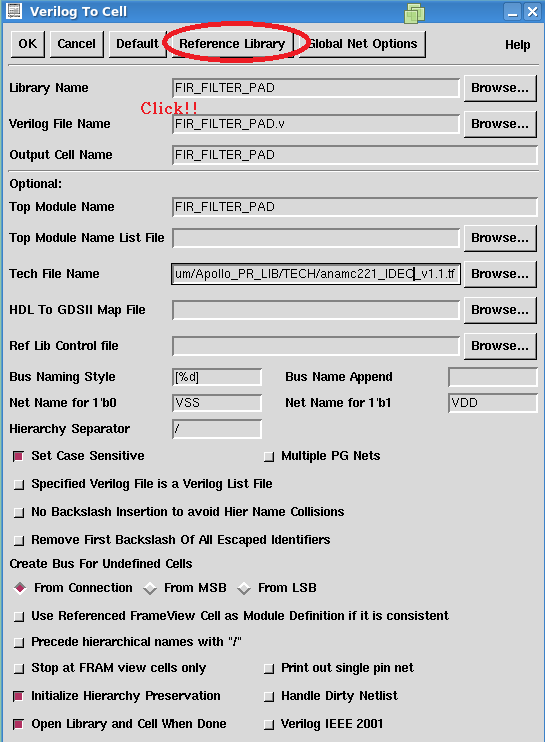 Verilog To Cell
OK Cancel Default Reference Library Global Net Options Help
Library Name FIR_FILTER_PAD Browse...
Click!!
Verilog File Name FIR_FILTER_PAD.v Browse...
Output Cell Name FIR_FILTER_PAD
Optional:
Top Module Name FIR_FILTER_PAD
Top Module Name List File Browse...
Tech File Name um/Apollo_PR_LIB/TECH/anamc221_IDEC_v1.1.tf Browse...
HDL To GDSII Map File Browse...
Ref Lib Control file Browse...
Bus Naming Style [%d] Bus Name Append
Net Name for 1'b0 VSS Net Name for 1'b1 VDD
Hierarchy Separator /
Set Case Sensitive Multiple PG Nets
Specified Verilog File is a Verilog List File
No Backslash Insertion to avoid Hier Name Collisions
Remove First Backslash Of All Escaped Identifiers
Create Bus For Undefined Cells
From Connection From MSB From LSB
Use Referenced FrameView Cell as Module Definition if it is consistent
Precede hierarchical names with "/"
Stop at FRAM view cells only Print out single pin net
Initialize Hierarchy Preservation Handle Dirty Netlist
Open Library and Cell When Done Verilog IEEE 2001